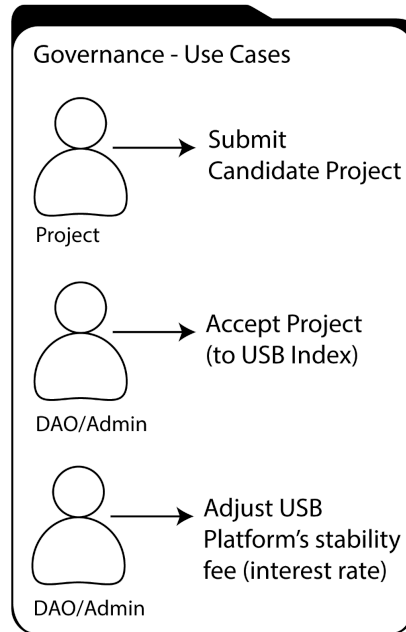 Governance - Use Cases
Submit
Candidate Project
Project
Accept Project
(to USB Index)
DAO/Admin
Adjust USB
Platform's stability
fee (interest rate)
DAO/Admin